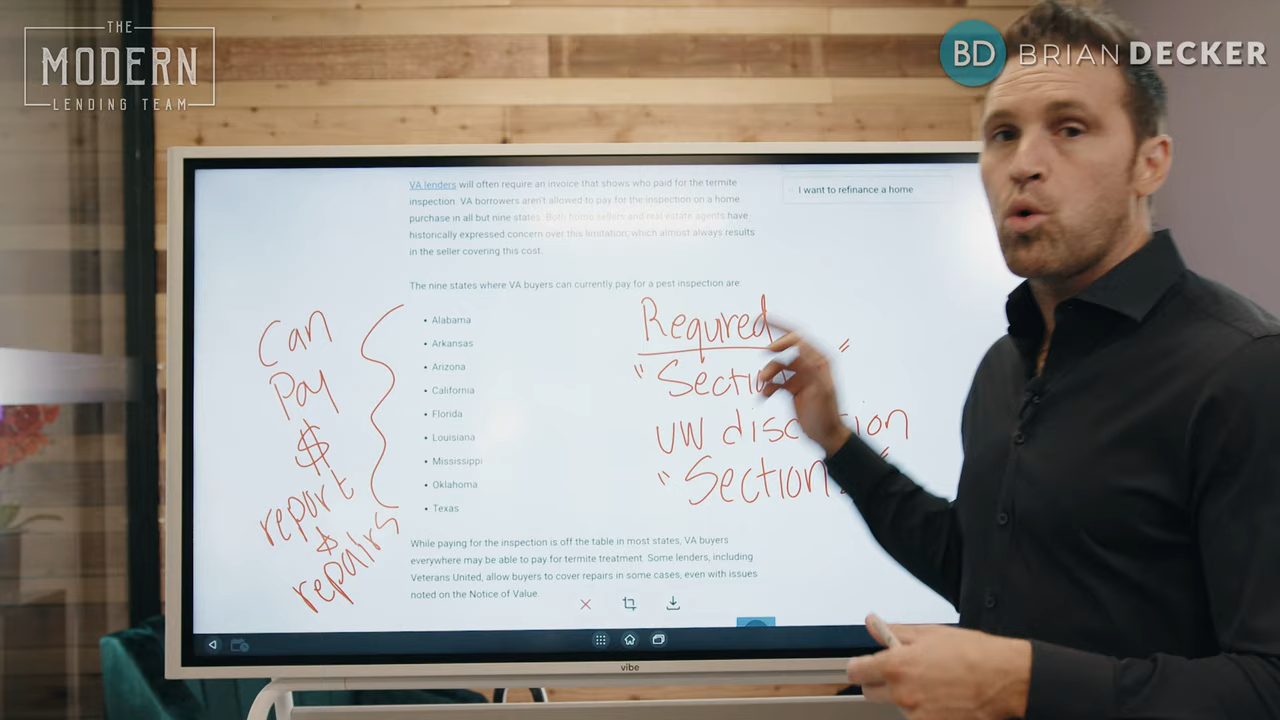 THE
MODERN
LENDING TEAM
BD BRIAN DECKER
VA lenders will often require an invoice that shows who paid for the termite
inspection. VA borrowers aren't allowed to pay for the inspection on a home
purchase in all but nine states. Both home sellers and real estate agents have
historically expressed concern over this limitation, which almost always results
in the seller covering this cost.
I want to refinance a home
The nine states where VA buyers can currently pay for a pest inspection are:
• Alabama
• Arkansas
• Arizona
• California
• Florida
• Louisiana
• Mississippi
• Oklahoma
• Texas
While paying for the inspection is off the table in most states, VA buyers
everywhere may be able to pay for termite treatment. Some lenders, including
Veterans United, allow buyers to cover repairs in some cases, even with issues
noted on the Notice of Value.
Can
Pay
$
report
&
repairs
Requred
"Section "
UW
"Section "
vibe